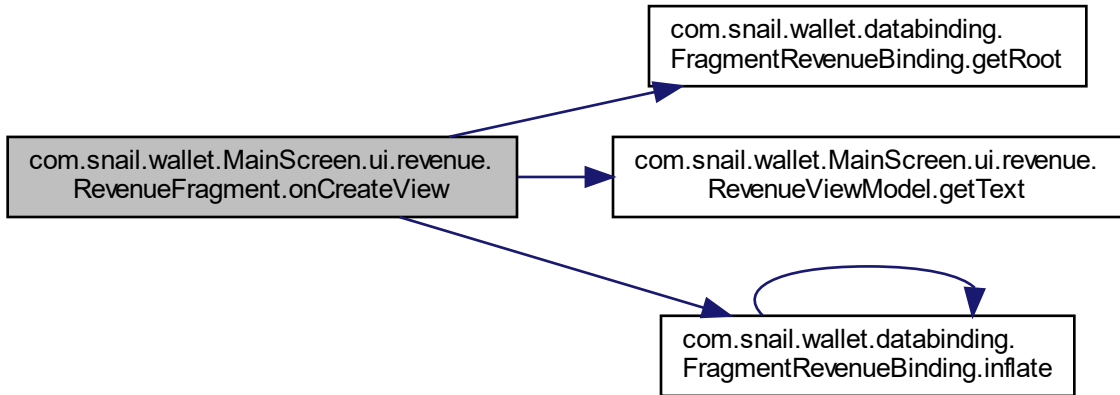 com.snail.wallet.databinding.
FragmentRevenueBinding.getRoot
com.snail.wallet.MainScreen.ui.revenue.
RevenueFragment.onCreateView
com.snail.wallet.MainScreen.ui.revenue.
RevenueViewModel.getText
com.snail.wallet.databinding.
FragmentRevenueBinding.inflate